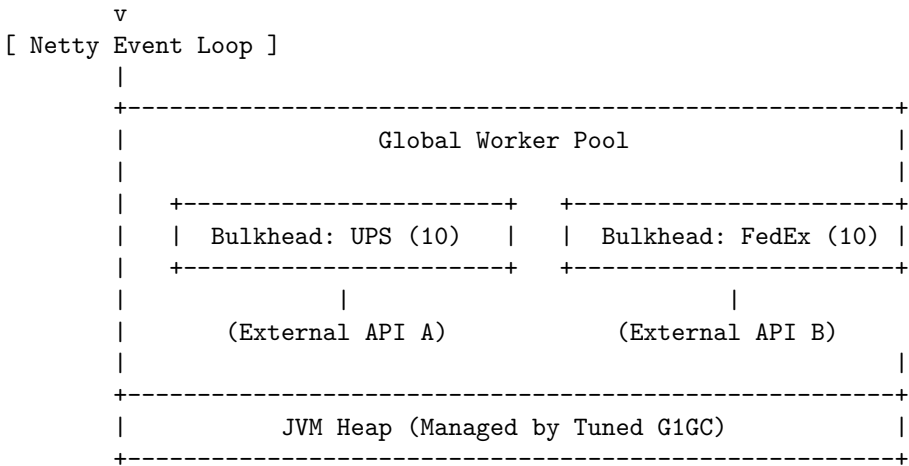 v
[ Netty Event Loop ]
Global Worker Pool
Bulkhead: UPS (10) Bulkhead: FedEx (10)
(External API A) (External API B)
JVM Heap (Managed by Tuned G1GC)